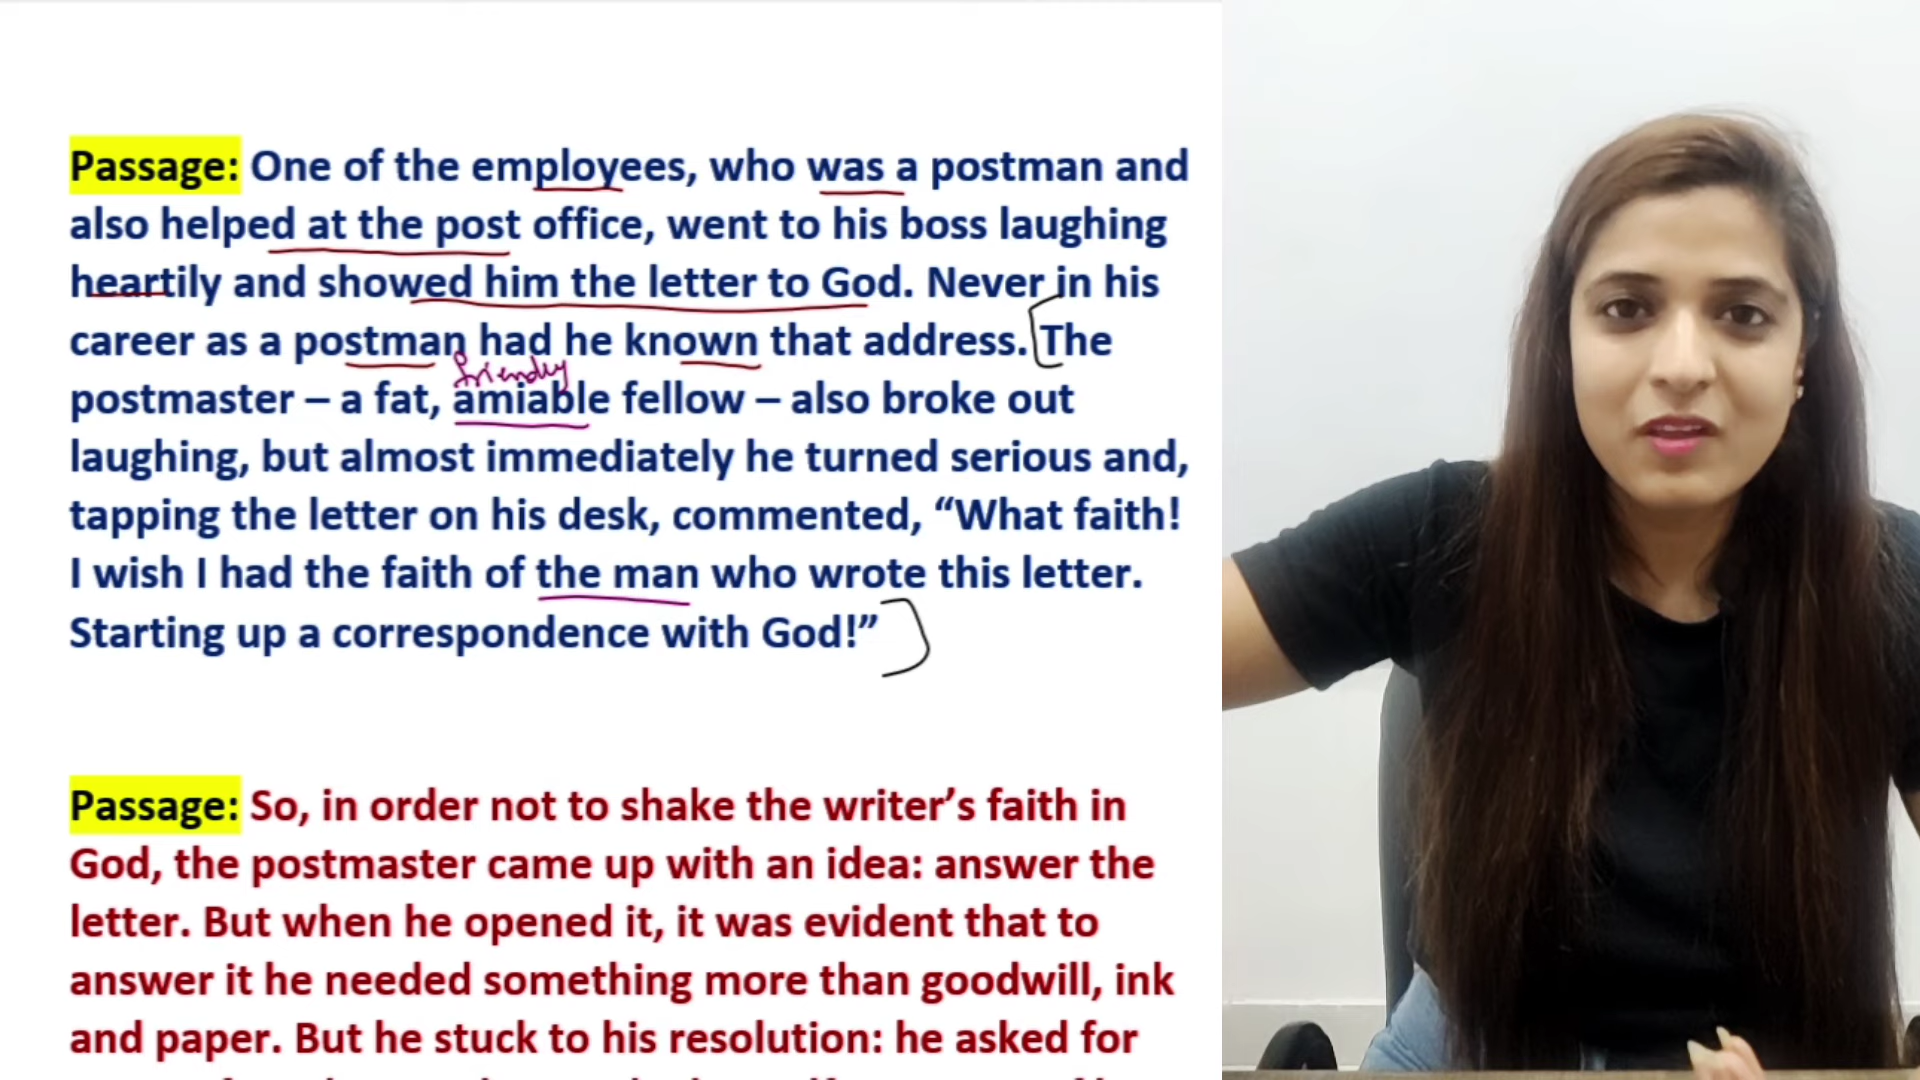 Passage: One of the employees, who was a postman and
also helped at the post office, went to his boss laughing
heartily and showed him the letter to God. Never in his
career as a postman had he known that address. The
friendly
postmaster – a fat, amiable fellow – also broke out
laughing, but almost immediately he turned serious and,
tapping the letter on his desk, commented, “What faith!
I wish I had the faith of the man who wrote this letter.
Starting up a correspondence with God!”
Passage: So, in order not to shake the writer’s faith in
God, the postmaster came up with an idea: answer the
letter. But when he opened it, it was evident that to
answer it he needed something more than goodwill, ink
and paper. But he stuck to his resolution: he asked for